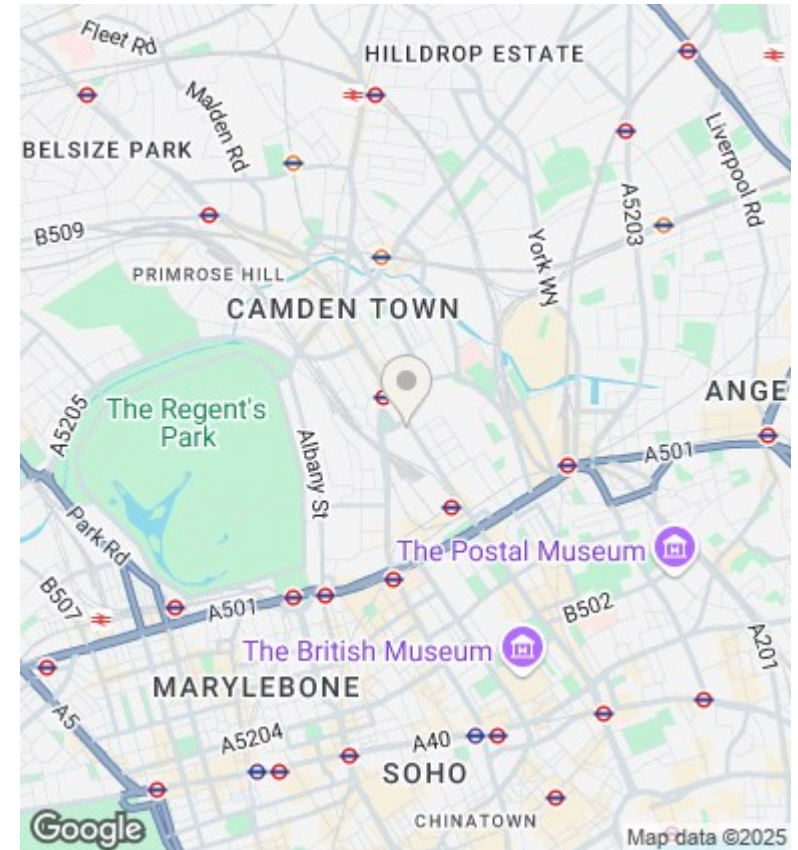 Fleet Rd
HILLDROP ESTATE
Malden Rd
Liverpool Rd
BELSIZE PARK
A5203
B509
York Wy
PRIMROSE HILL
CAMDEN TOWN
ANGE
A5205
The Regent's
Park
Albany St
A501
Park Rd
The Postal Museum
B507
A501
B502
The British Museum
A201
MARYLEBONE
A5
A5204
A40
SOHO
CHINATOWN
Google
Map data ©2025